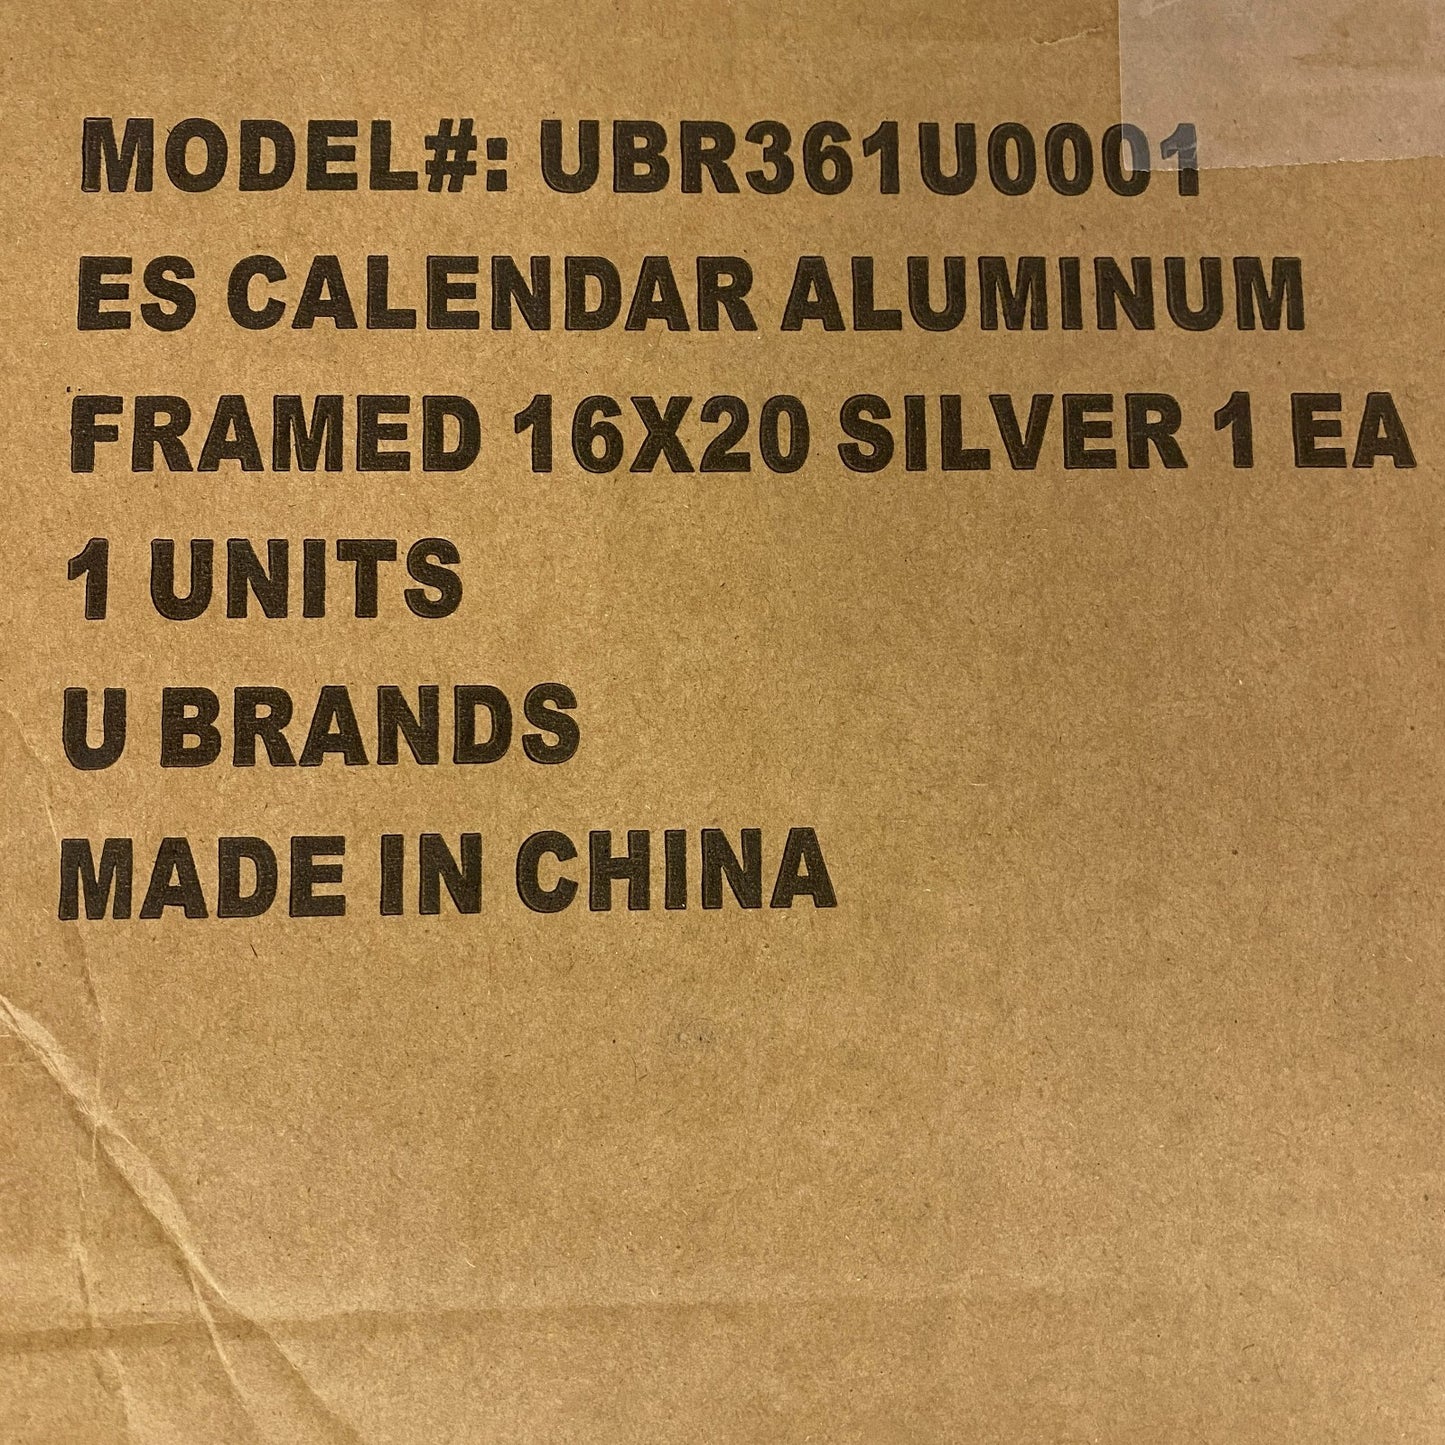 MODEL#: UBR361U0001
ES CALENDAR ALUMINUM
FRAMED 16X20 SILVER 1 EA
1 UNITS
U BRANDS
MADE IN CHINA